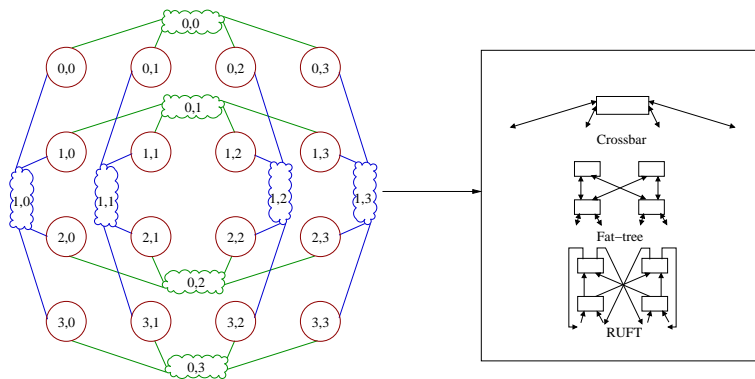 0,0
0,0 0,1 0,2 0,3
0,1
Crossbar
1,0 1,1 1,2 1,3
1,0 1,1 1,2 1,3
2,0 2,1 2,2 2,3
Fat-tree
0,2
3,0 3,1 3,2 3,3
RUFT
0,3